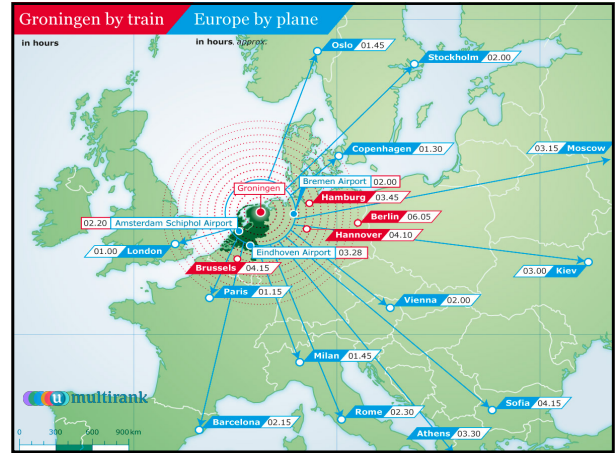 Groningen by train
Europe by plane
in hours
in hours, approx.
Oslo 01.45
Stockholm 02.00
Copenhagen 01.30
03.15 Moscow
Bremen Airport 02.00
Groningen
Hamburg 03.45
02.20 Amsterdam Schiphol Airport
Berlin 06.05
Hannover 04.10
01.00 London
Eindhoven Airport 03.28
Brussels 04.15
03.00 Kiev
Paris 01.15
Vienna 02.00
Milan 01.45
u multirank
Sofia 04.15
Rome 02.30
Barcelona 02.15
Athens 03.30
0 300 600 900km